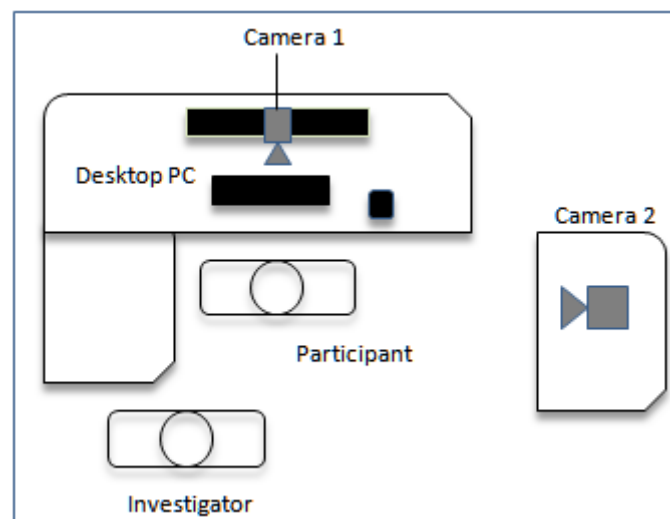 Camera 1
Desktop PC
Camera 2
Participant
Investigator